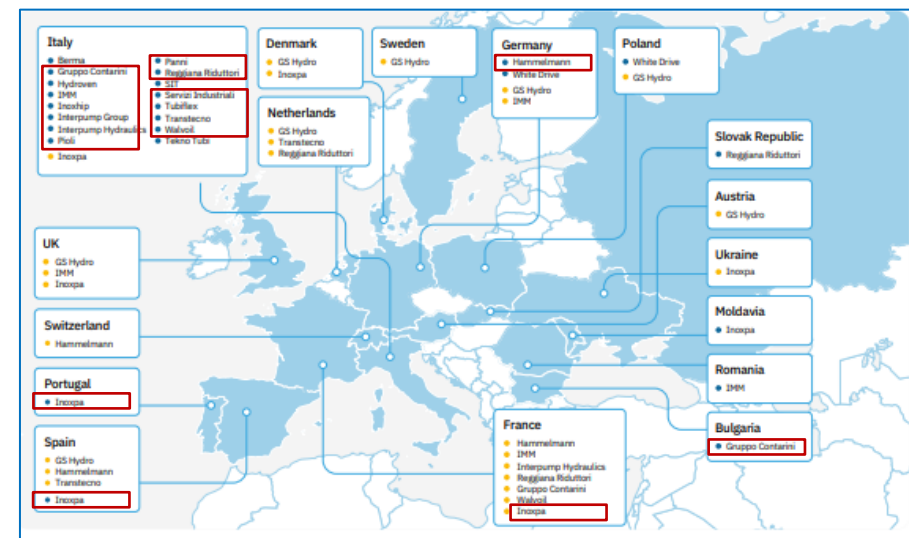 Italy
Berma
Gruppo Contarini
Hydroven
IMM
Inoxihp
Interpump Group
Interpump Hydraulics
Pioli
Inoxpa
Panni
Reggiana Riduttori
SIT
Servizi Industriali
Tubiflex
Transtecno
Walvoil
Tekno Tubi
Denmark
GS Hydro
Inoxpa
Sweden
GS Hydro
Germany
Hammelmann
White Drive
GS Hydro
IMM
Poland
White Drive
GS Hydro
Netherlands
GS Hydro
Transtecno
Reggiana Riduttori
Slovak Republic
Reggiana Riduttori
Austria
GS Hydro
UK
GS Hydro
IMM
Inoxpa
Ukraine
Inoxpa
Switzerland
Hammelmann
Moldavia
Inoxpa
Portugal
Inoxpa
Romania
IMM
Spain
GS Hydro
Hammelmann
Transtecno
Inoxpa
France
Hammelmann
IMM
Interpump Hydraulics
Reggiana Riduttori
Gruppo Contarini
Walvoil
Inoxpa
Bulgaria
Gruppo Contarini